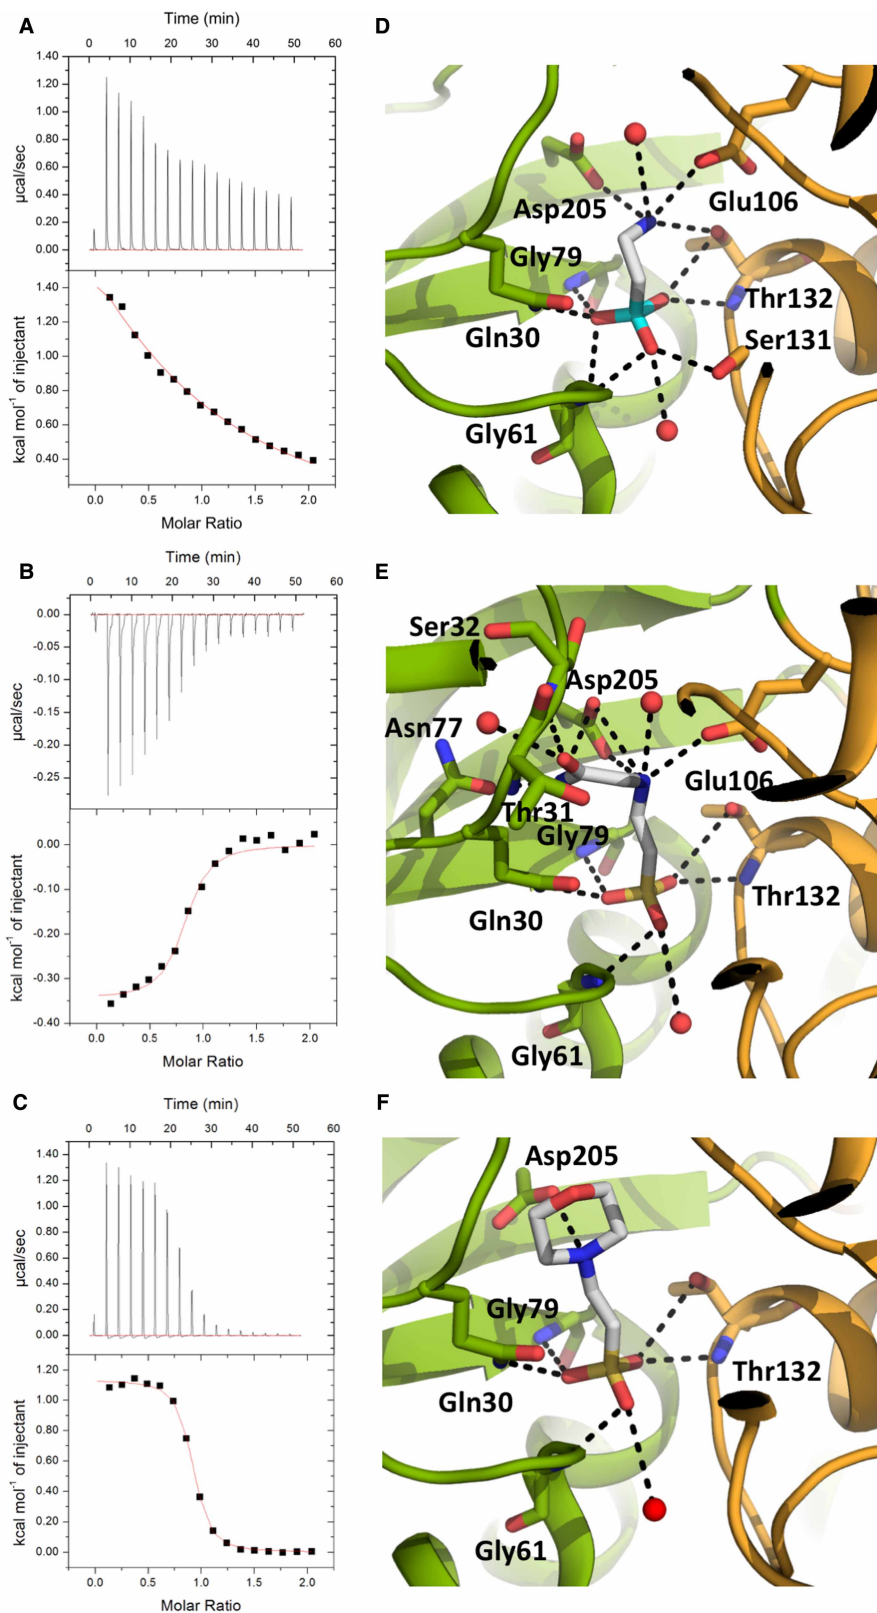 A
Time (min)
0 10 20 30 40 50 60
1.40
1.20
1.00
0.80
0.60
0.40
0.20
0.00
µcal/sec
1.40
1.20
1.00
0.80
0.60
0.40
kcal mol⁻¹ of injectant
0.0 0.5 1.0 1.5 2.0
Molar Ratio
D
Asp205
Glu106
Gly79
Thr132
Gln30
Ser131
Gly61
B
Time (min)
0 10 20 30 40 50 60
0.00
-0.05
-0.10
-0.15
-0.20
-0.25
µcal/sec
0.00
-0.10
-0.20
-0.30
-0.40
kcal mol⁻¹ of injectant
0.0 0.5 1.0 1.5 2.0
Molar Ratio
E
Ser32
Asp205
Asn77
Glu106
Thr31
Gly79
Thr132
Gln30
Gly61
C
Time (min)
0 10 20 30 40 50 60
1.40
1.20
1.00
0.80
0.60
0.40
0.20
0.00
µcal/sec
1.20
1.00
0.80
0.60
0.40
0.20
0.00
kcal mol⁻¹ of injectant
0.0 0.5 1.0 1.5 2.0
Molar Ratio
F
Asp205
Gly79
Thr132
Gln30
Gly61